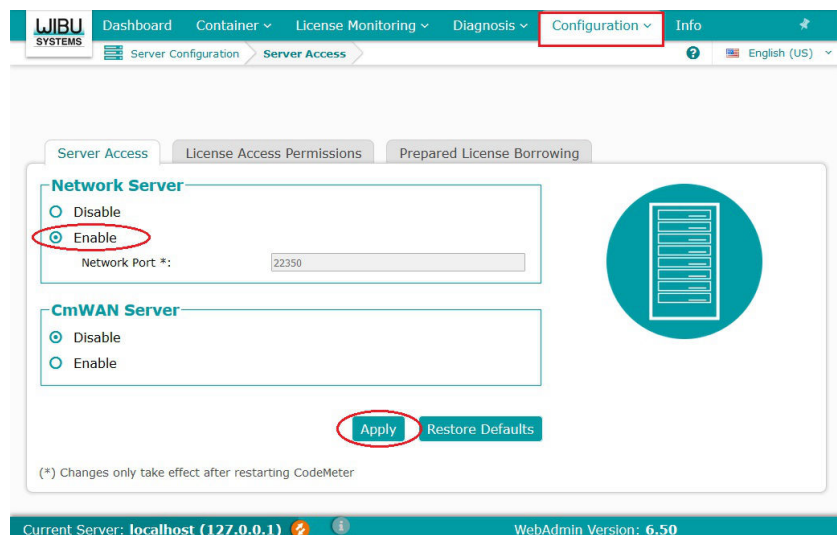 WIBU
SYSTEMS
Dashboard Container License Monitoring Diagnosis Configuration Info
Server Configuration Server Access
English (US)
Server Access License Access Permissions Prepared License Borrowing
Network Server
Disable
Enable
Network Port *: 22350
CmWAN Server
Disable
Enable
Apply Restore Defaults
(*) Changes only take effect after restarting CodeMeter
Current Server: localhost (127.0.0.1) WebAdmin Version: 6.50